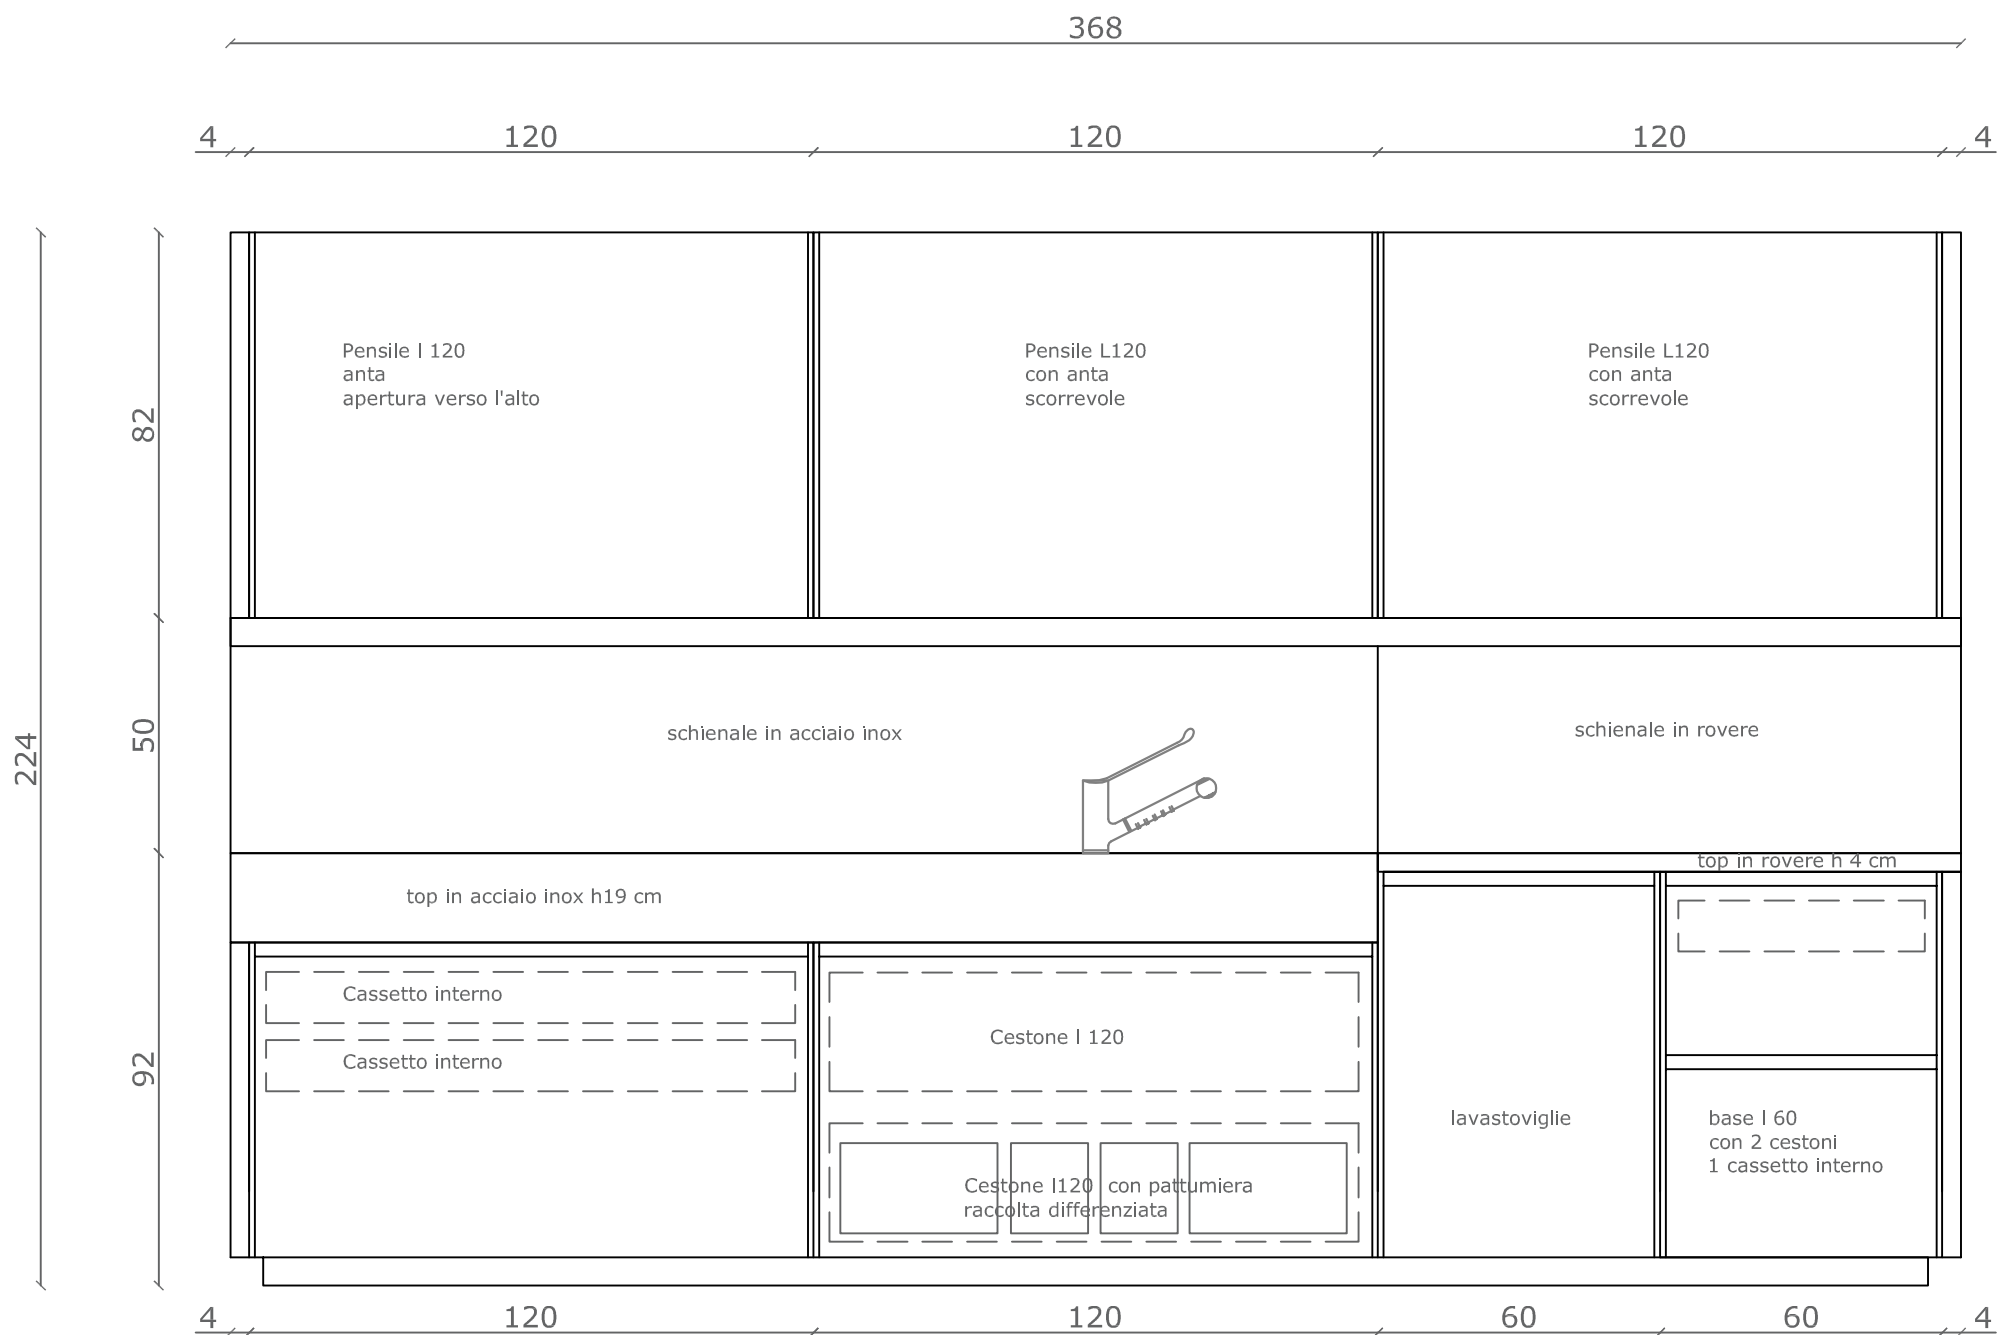 368
4
120
120
120
4
Pensile l 120
anta
apertura verso l'alto
Pensile L120
con anta
scorrevole
Pensile L120
con anta
scorrevole
82
50
224
92
schienale in acciaio inox
schienale in rovere
top in rovere h 4 cm
top in acciaio inox h19 cm
Cassetto interno
Cassetto interno
Cestone l 120
Cestone l120 con pattumiera
raccolta differenziata
lavastoviglie
base l 60
con 2 cestoni
1 cassetto interno
4
120
120
60
60
4